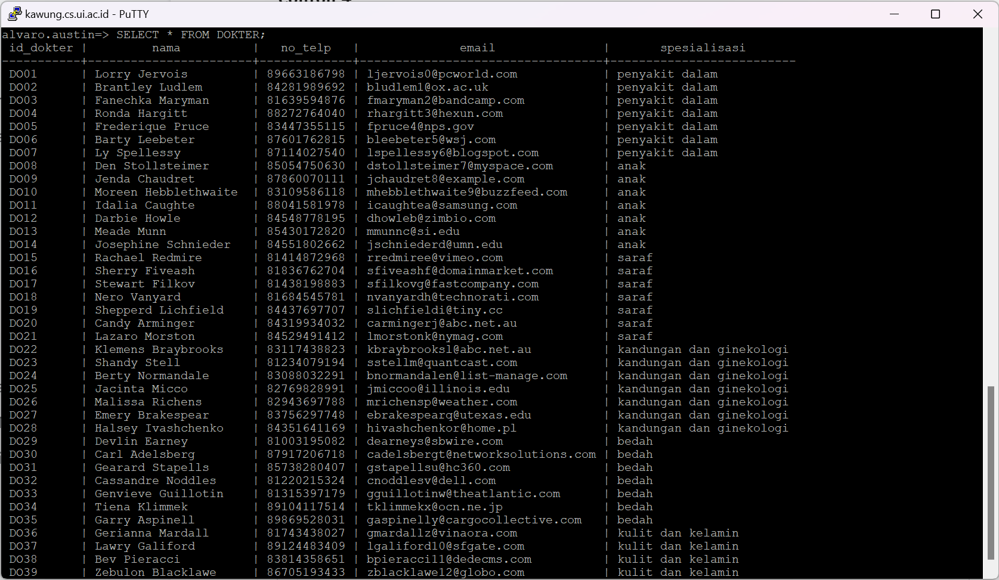 kawung.cs.ui.ac.id - PuTTY
alvaro.austin=> SELECT * FROM DOKTER;
id_dokter | nama | no_telp | email | spesialisasi
-----------+-----------------------+-------------+----------------------------------+--------------------------
DO01 | Lorry Jervois | 89663186798 | ljervois0@pcworld.com | penyakit dalam
DO02 | Brantley Ludlem | 84281989692 | bludlem1@ox.ac.uk | penyakit dalam
DO03 | Fanechka Maryman | 81639594876 | fmaryman2@bandcamp.com | penyakit dalam
DO04 | Ronda Hargitt | 88272764040 | rhargitt3@hexun.com | penyakit dalam
DO05 | Frederique Pruce | 83447355115 | fpruce4@nps.gov | penyakit dalam
DO06 | Barty Leebeter | 87601762815 | bleebeter5@wsj.com | penyakit dalam
DO07 | Ly Spellessy | 87114027540 | lspellessy6@blogspot.com | penyakit dalam
DO08 | Den Stollsteimer | 85054750630 | dstollsteimer7@myspace.com | anak
DO09 | Jenda Chaudret | 87860070111 | jchaudret8@example.com | anak
DO10 | Moreen Hebblethwaite | 83109586118 | mhebblethwaite9@buzzfeed.com | anak
DO11 | Idalia Caughte | 88041581978 | icaughtea@samsung.com | anak
DO12 | Darbie Howle | 84548778195 | dhowleb@zimbio.com | anak
DO13 | Meade Munn | 85430172820 | mmunnc@si.edu | anak
DO14 | Josephine Schnieder | 84551802662 | jschniederd@umn.edu | anak
DO15 | Rachael Redmire | 81414872968 | rredmiree@vimeo.com | saraf
DO16 | Sherry Fiveash | 81836762704 | sfiveashf@domainmarket.com | saraf
DO17 | Stewart Filkov | 81438198883 | sfilkovg@fastcompany.com | saraf
DO18 | Nero Vanyard | 81684545781 | nvanyardh@technorati.com | saraf
DO19 | Shepperd Lichfield | 84437697707 | slichfieldi@tiny.cc | saraf
DO20 | Candy Arminger | 84319934032 | carmingerj@abc.net.au | saraf
DO21 | Lazaro Morston | 84529491412 | lmorstonk@nymag.com | saraf
DO22 | Klemens Braybrooks | 83117438823 | kbraybrooksl@abc.net.au | kandungan dan ginekologi
DO23 | Shandy Stell | 81234079194 | sstellm@quantcast.com | kandungan dan ginekologi
DO24 | Berty Normandale | 83088032291 | bnormandalen@list-manage.com | kandungan dan ginekologi
DO25 | Jacinta Micco | 82769828991 | jmiccoo@illinois.edu | kandungan dan ginekologi
DO26 | Malissa Richens | 82943697788 | mrichensp@weather.com | kandungan dan ginekologi
DO27 | Emery Brakespear | 83756297748 | ebrakespearq@utexas.edu | kandungan dan ginekologi
DO28 | Halsey Ivashchenko | 84351641169 | hivashchenkor@home.pl | kandungan dan ginekologi
DO29 | Devlin Earney | 81003195082 | dearneys@sbwire.com | bedah
DO30 | Carl Adelsberg | 87917206718 | cadelsbergt@networksolutions.com | bedah
DO31 | Gearard Stapells | 85738280407 | gstapellsu@hc360.com | bedah
DO32 | Cassandre Noddles | 81220215324 | cnoddlesv@dell.com | bedah
DO33 | Genvieve Guillotin | 81315397179 | gguillotinw@theatlantic.com | bedah
DO34 | Tiena Klimmek | 89104117514 | tklimmekx@ocn.ne.jp | bedah
DO35 | Garry Aspinell | 89869528031 | gaspinelly@cargocollective.com | bedah
DO36 | Gerianna Mardall | 81743438027 | gmardallz@vinaora.com | kulit dan kelamin
DO37 | Lawry Galiford | 89124483409 | lgaliford10@sfgate.com | kulit dan kelamin
DO38 | Bev Pieracci | 83814358651 | bpieracci11@dedecms.com | kulit dan kelamin
DO39 | Zebulon Blacklawe | 86705193433 | zblacklawe12@globo.com | kulit dan kelamin